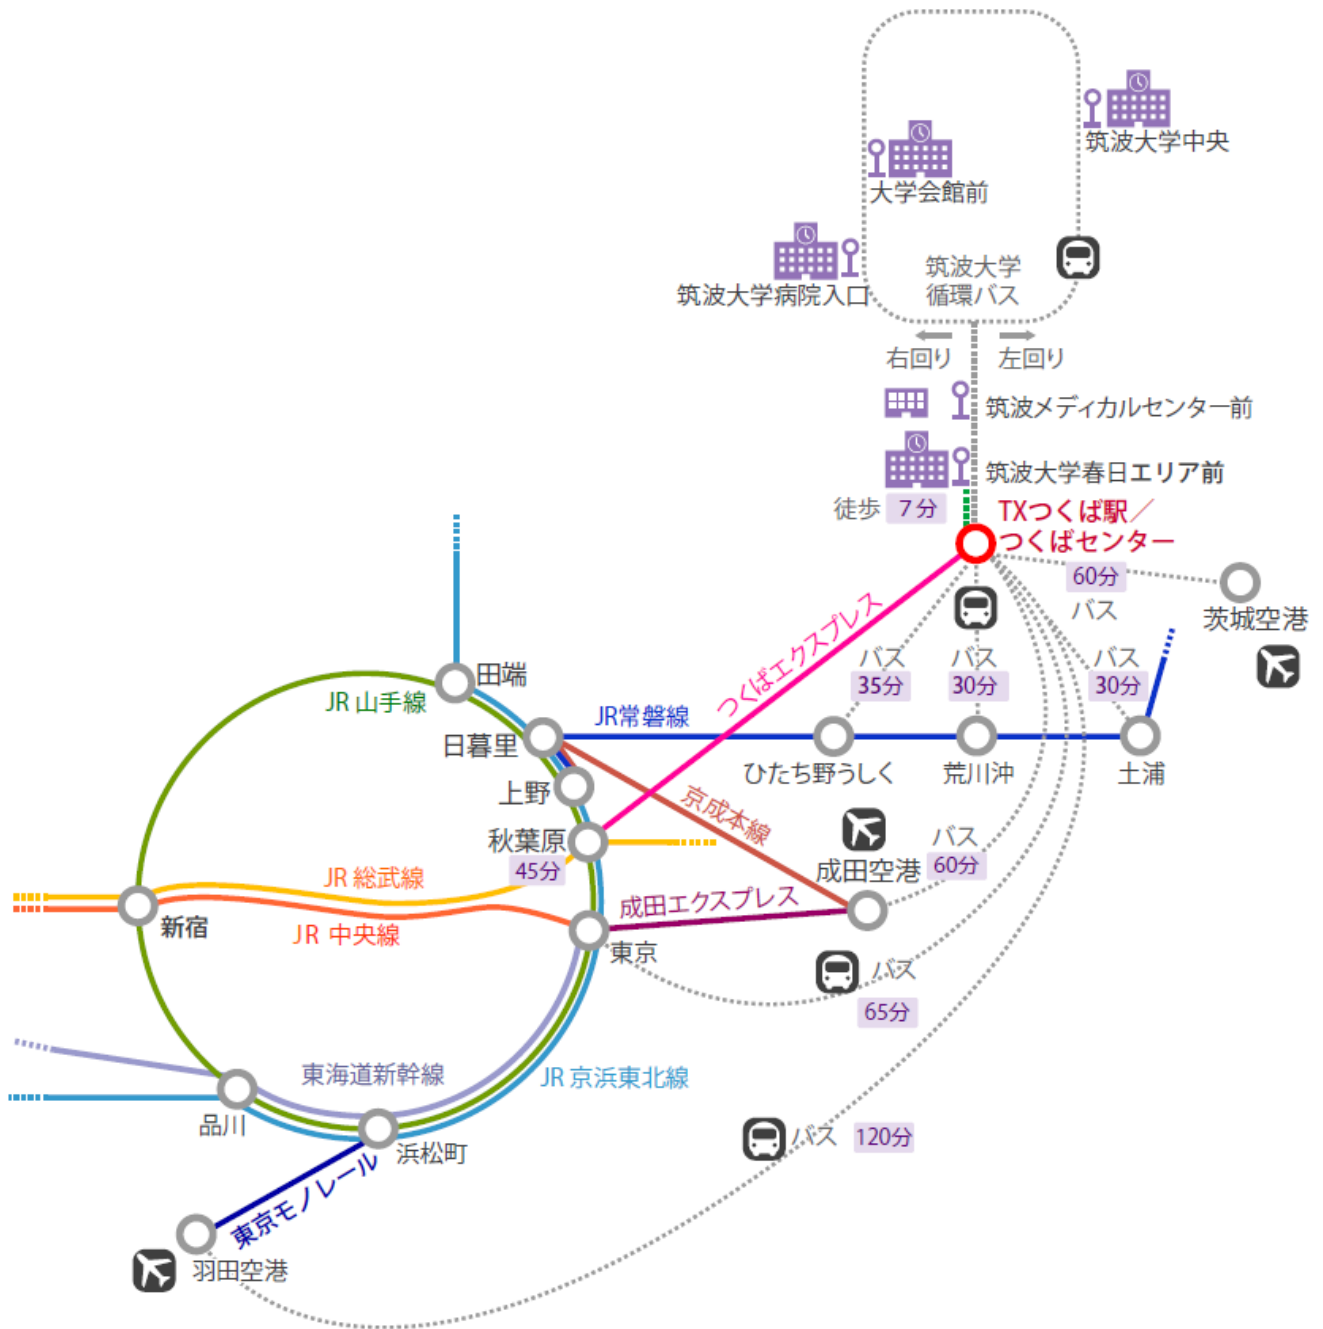 筑波大学中央
大学会館前
筑波大学病院入口
筑波大学
循環バス
右回り
左回り
筑波メディカルセンター前
筑波大学春日エリア前
徒歩 7分
TXつくば駅／
つくばセンター
60分
バス
茨城空港
つくばエクスプレス
バス
35分
バス
30分
バス
30分
田端
JR 山手線
JR常磐線
日暮里
ひたち野うしく
荒川沖
土浦
上野
京成本線
秋葉原
45分
バス
60分
成田空港
JR 総武線
成田エクスプレス
新宿
JR 中央線
東京
バス
65分
東海道新幹線
JR 京浜東北線
品川
浜松町
バス 120分
東京モノレール
羽田空港